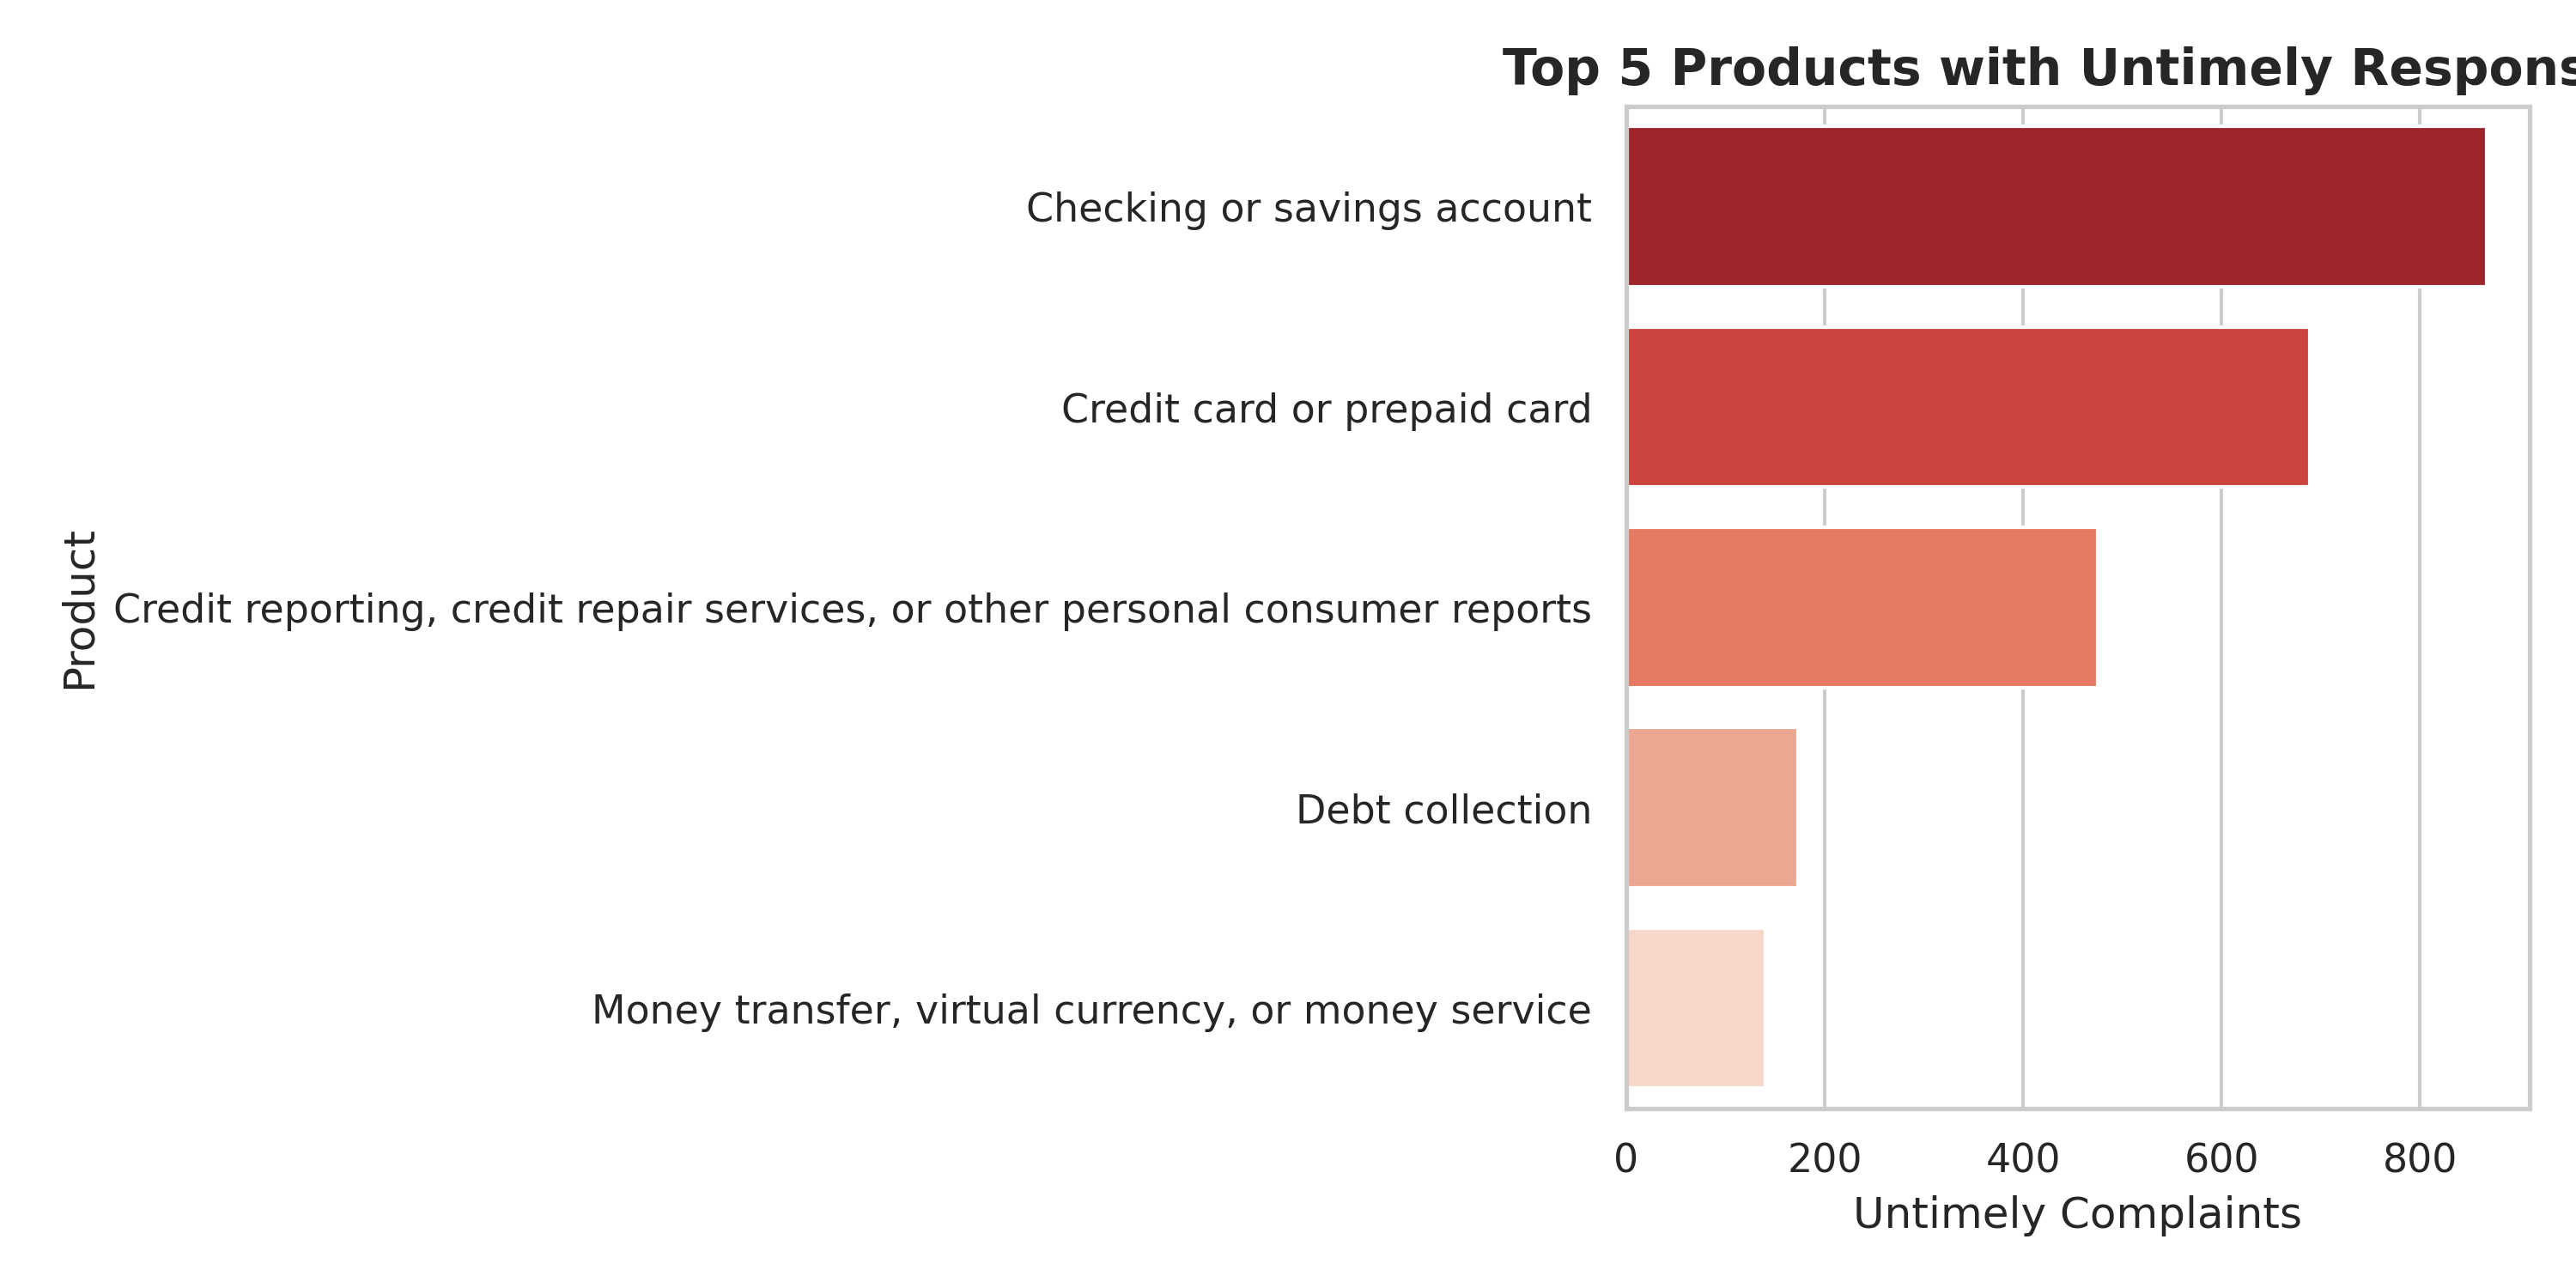 Top 5 Products with Untimely Respons
Checking or savings account
Credit card or prepaid card
Product
Credit reporting, credit repair services, or other personal consumer reports
Debt collection
Money transfer, virtual currency, or money service
0 200 400 600 800
Untimely Complaints